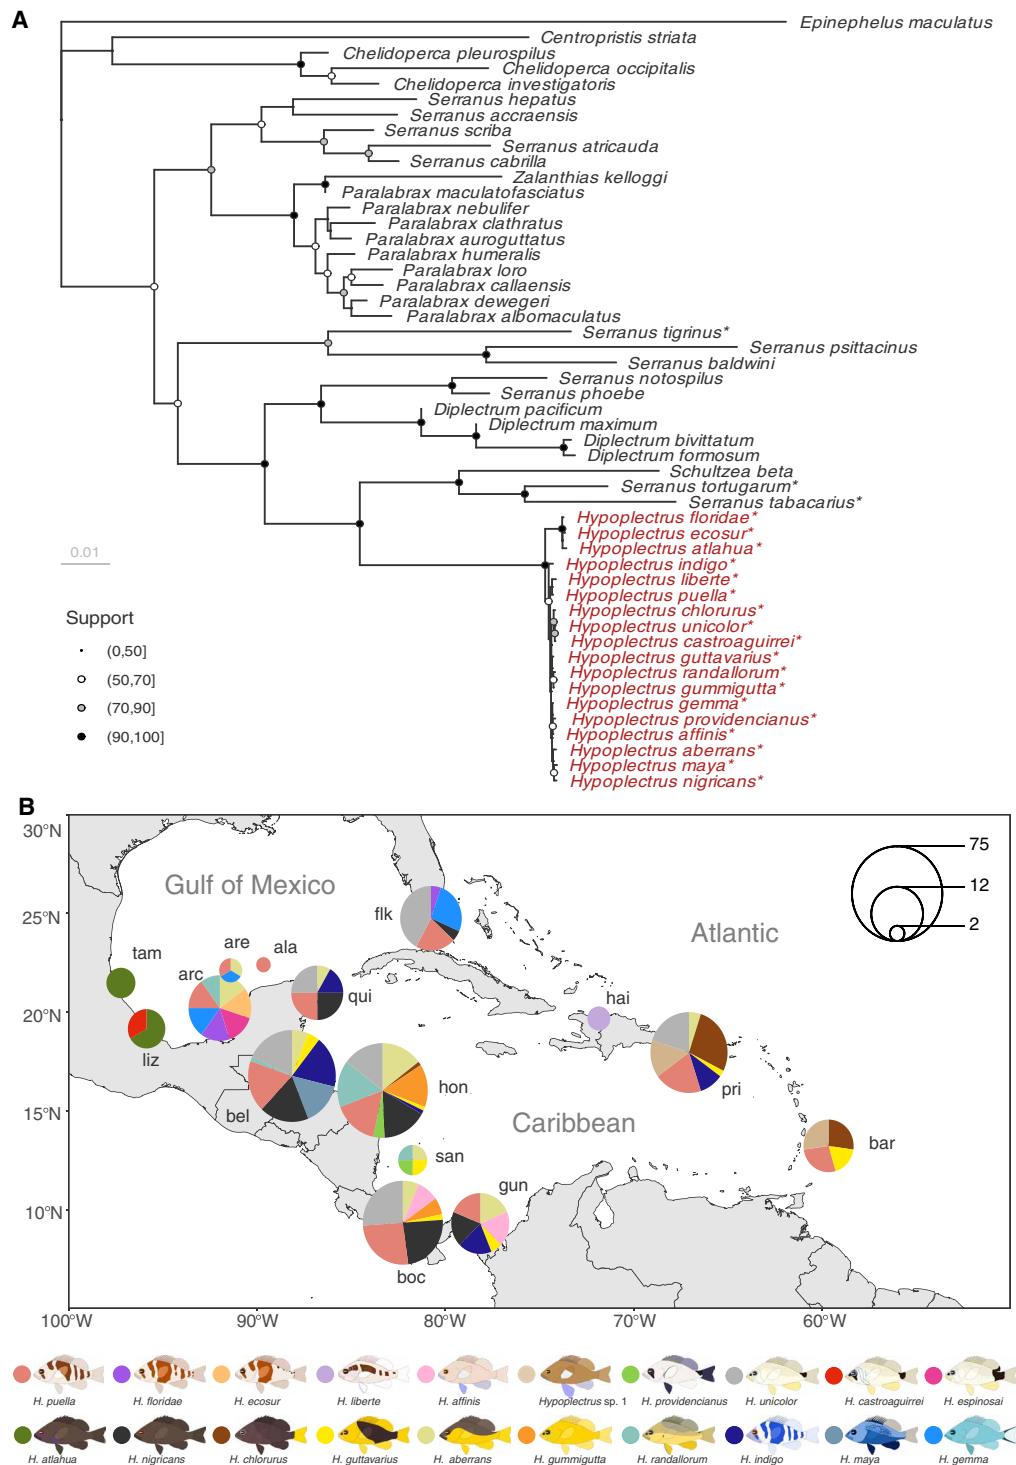 A
Epinephelus maculatus
Centropristis striata
Chelidoperca pleurospilus
Chelidoperca occipitalis
Chelidoperca investigatoris
Serranus hepatus
Serranus accraensis
Serranus scriba
Serranus atricauda
Serranus cabrilla
Zalanthias kelloggi
Paralabrax maculatofasciatus
Paralabrax nebulifer
Paralabrax clathratus
Paralabrax auroguttatus
Paralabrax humeralis
Paralabrax loro
Paralabrax callaensis
Paralabrax dewegeri
Paralabrax albomaculatus
Serranus tigrinus*
Serranus psittacinus
Serranus baldwini
Serranus notospilus
Serranus phoebe
Diplectrum pacificum
Diplectrum maximum
Diplectrum bivittatum
Diplectrum formosum
Schultzea beta
Serranus tortugarum*
Serranus tabacarius*
Hypoplectrus floridae*
Hypoplectrus ecosur*
Hypoplectrus atlahua*
Hypoplectrus indigo*
Hypoplectrus liberte*
Hypoplectrus puella*
Hypoplectrus chlorurus*
Hypoplectrus unicolor*
Hypoplectrus castroaguirrei*
Hypoplectrus guttavarius*
Hypoplectrus randallorum*
Hypoplectrus gummigutta*
Hypoplectrus gemma*
Hypoplectrus providencianus*
Hypoplectrus affinis*
Hypoplectrus aberrans*
Hypoplectrus maya*
Hypoplectrus nigricans*
0.01
Support
(0,50]
(50,70]
(70,90]
(90,100]
B
30°N
25°N
20°N
15°N
10°N
100°W
90°W
80°W
70°W
60°W
Gulf of Mexico
Atlantic
Caribbean
75
12
2
flk
tam
are
ala
arc
qui
liz
hai
bel
hon
pri
san
bar
gun
boc
H. puella
H. floridae
H. ecosur
H. liberte
H. affinis
Hypoplectrus sp. 1
H. providencianus
H. unicolor
H. castroaguirrei
H. espinosai
H. atlahua
H. nigricans
H. chlorurus
H. guttavarius
H. aberrans
H. gummigutta
H. randallorum
H. indigo
H. maya
H. gemma